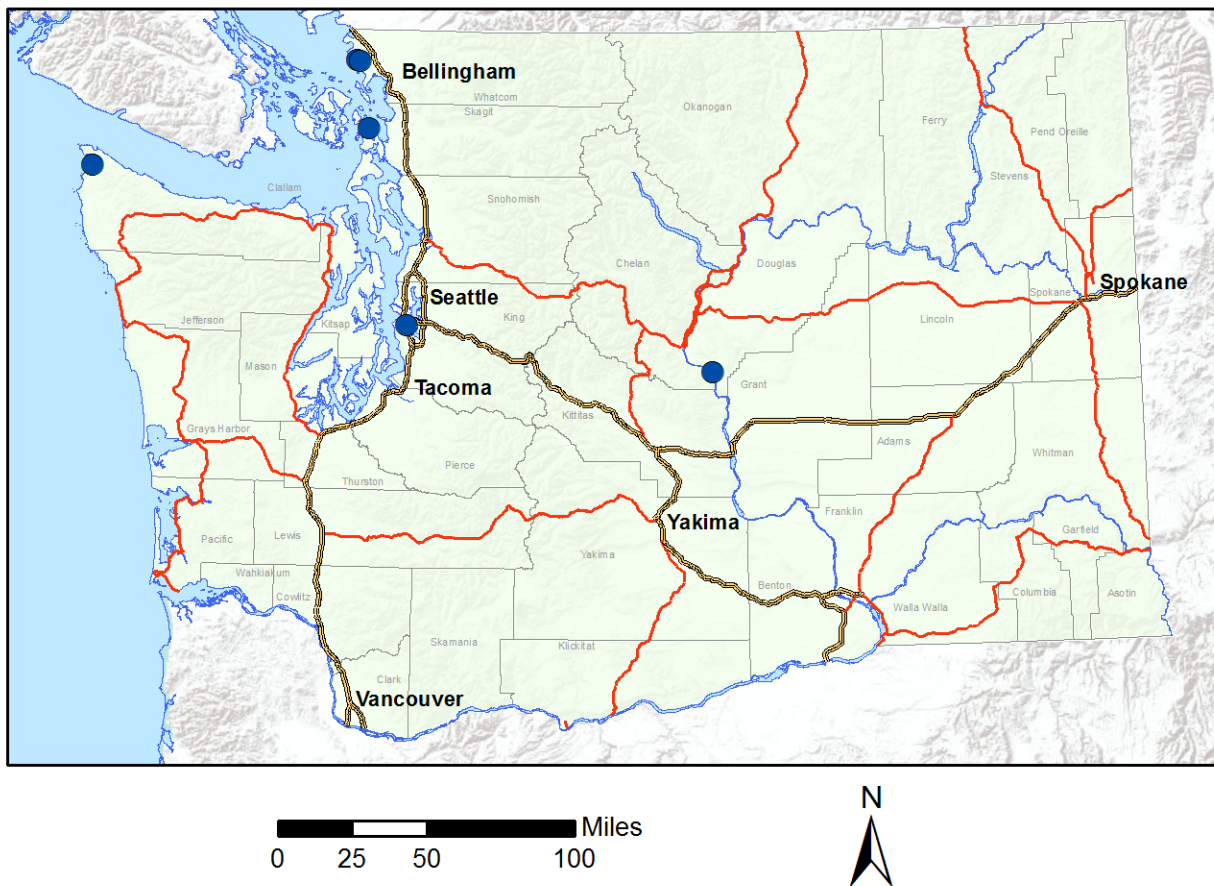 Bellingham
Whatcom
Skagit
Okanogan
Ferry
Pend Oreille
Stevens
Clallam
Snohomish
Chelan
Douglas
Spokane
Spokane
Seattle
King
Lincoln
Jefferson
Kitsap
Mason
Tacoma
Grant
Kittitas
Grays Harbor
Adams
Whitman
Pierce
Thurston
Franklin
Yakima
Garfield
Pacific
Lewis
Yakima
Wahkiakum
Benton
Cowlitz
Walla Walla
Columbia
Asotin
Skamania
Klickitat
Clark
Vancouver
N
Miles
0 25 50 100